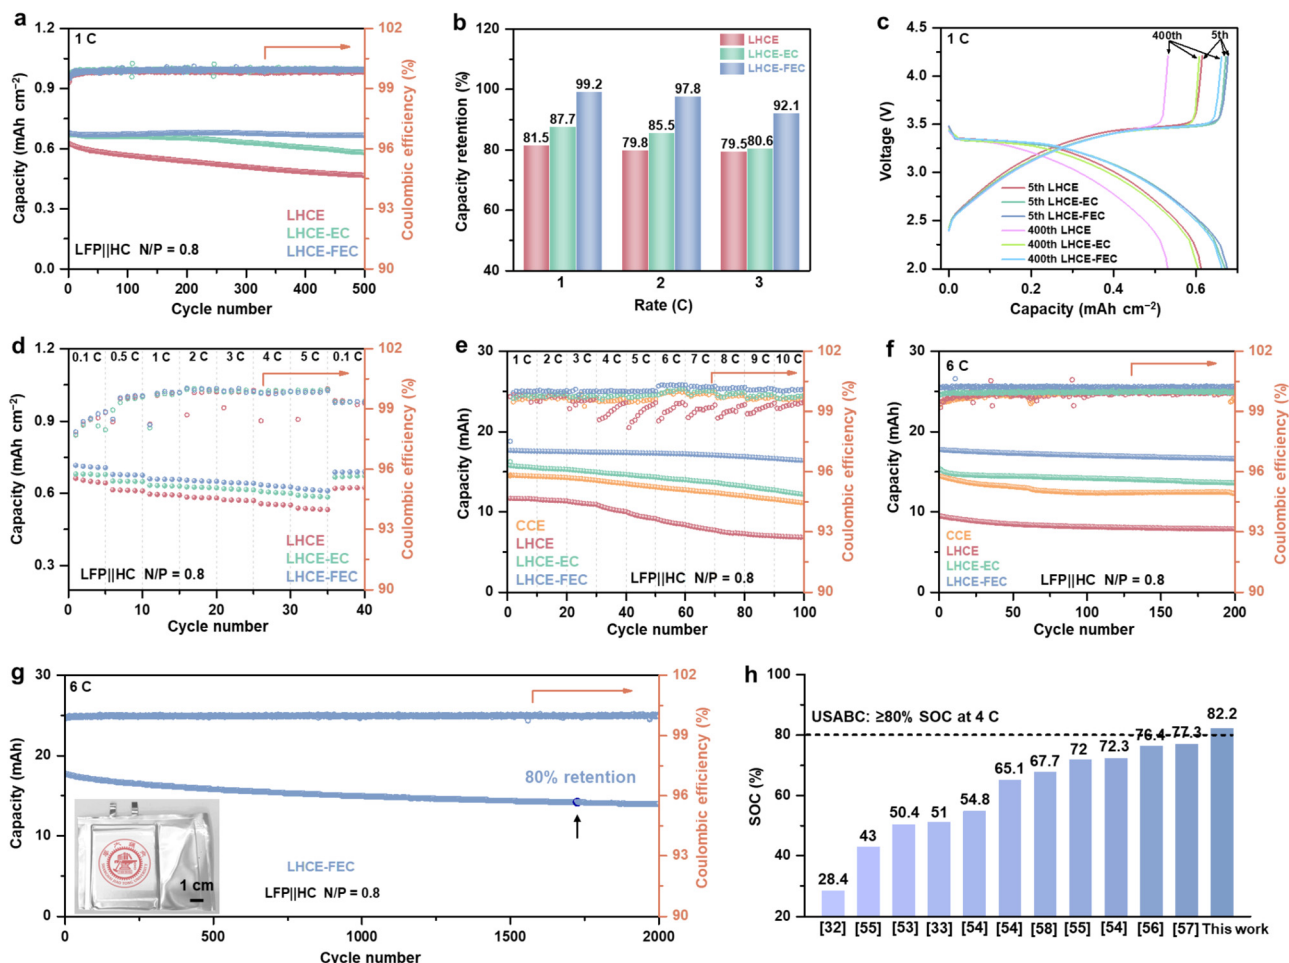 a
1 C
1.2
0.9
0.6
0.3
0.0
Capacity (mAh cm⁻²)
102
99
96
93
90
Coulombic efficiency (%)
LHCE
LHCE-EC
LHCE-FEC
LFP||HC N/P = 0.8
0 100 200 300 400 500
Cycle number
b
120
100
80
60
40
Capacity retention (%)
LHCE
LHCE-EC
LHCE-FEC
81.5 87.7 99.2
79.8 85.5 97.8
79.5 80.6 92.1
1 2 3
Rate (C)
c
1 C
400th 5th
4.5
4.0
3.5
3.0
2.5
2.0
Voltage (V)
5th LHCE
5th LHCE-EC
5th LHCE-FEC
400th LHCE
400th LHCE-EC
400th LHCE-FEC
0.0 0.2 0.4 0.6
Capacity (mAh cm⁻²)
d
0.1 C 0.5 C 1 C 2 C 3 C 4 C 5 C 0.1 C
1.2
0.9
0.6
0.3
Capacity (mAh cm⁻²)
102
99
96
93
90
Coulombic efficiency (%)
LHCE
LHCE-EC
LHCE-FEC
LFP||HC N/P = 0.8
0 10 20 30 40
Cycle number
e
1 C 2 C 3 C 4 C 5 C 6 C 7 C 8 C 9 C 10 C
30
20
10
0
Capacity (mAh)
102
99
96
93
90
Coulombic efficiency (%)
CCE
LHCE
LHCE-EC
LHCE-FEC
LFP||HC N/P = 0.8
0 20 40 60 80 100
Cycle number
f
6 C
30
20
10
0
Capacity (mAh)
102
99
96
93
90
Coulombic efficiency (%)
CCE
LHCE
LHCE-EC
LHCE-FEC
LFP||HC N/P = 0.8
0 50 100 150 200
Cycle number
g
6 C
30
20
10
0
Capacity (mAh)
102
100
98
96
94
92
90
Coulombic efficiency (%)
80% retention
LHCE-FEC
LFP||HC N/P = 0.8
1 cm
0 500 1000 1500 2000
Cycle number
h
100
80
60
40
20
SOC (%)
USABC: ≥80% SOC at 4 C
28.4 43 50.4 51 54.8 65.1 67.7 72 72.3 76.4 77.3 82.2
[32] [55] [53] [33] [54] [54] [58] [55] [54] [56] [57] This work